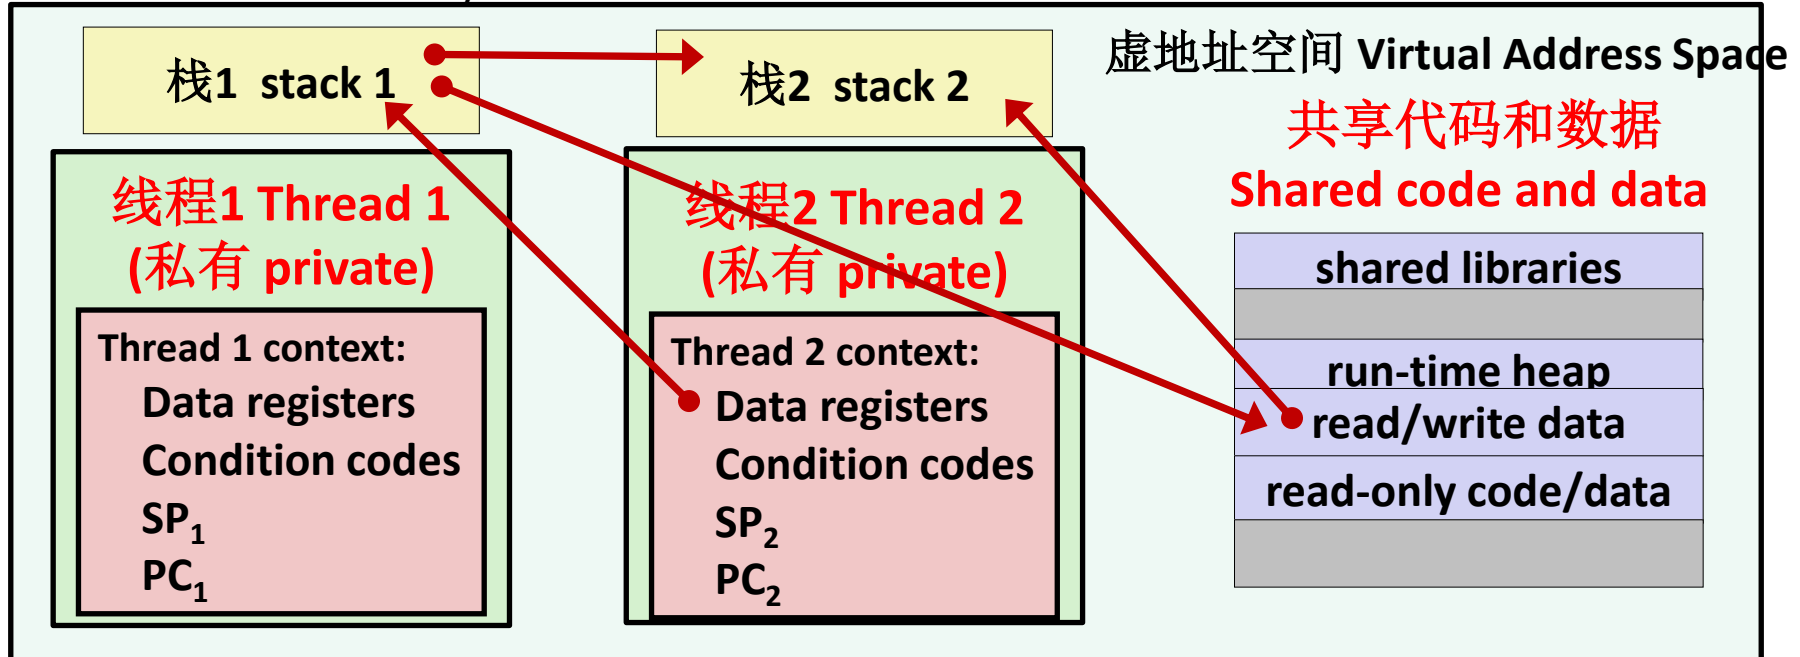 栈1 stack 1
栈2 stack 2
虚地址空间 Virtual Address Space
共享代码和数据
Shared code and data
线程1 Thread 1
(私有 private)
Thread 1 context:
Data registers
Condition codes
SP1
PC1
线程2 Thread 2
(私有 private)
Thread 2 context:
Data registers
Condition codes
SP2
PC2
shared libraries
run-time heap
read/write data
read-only code/data